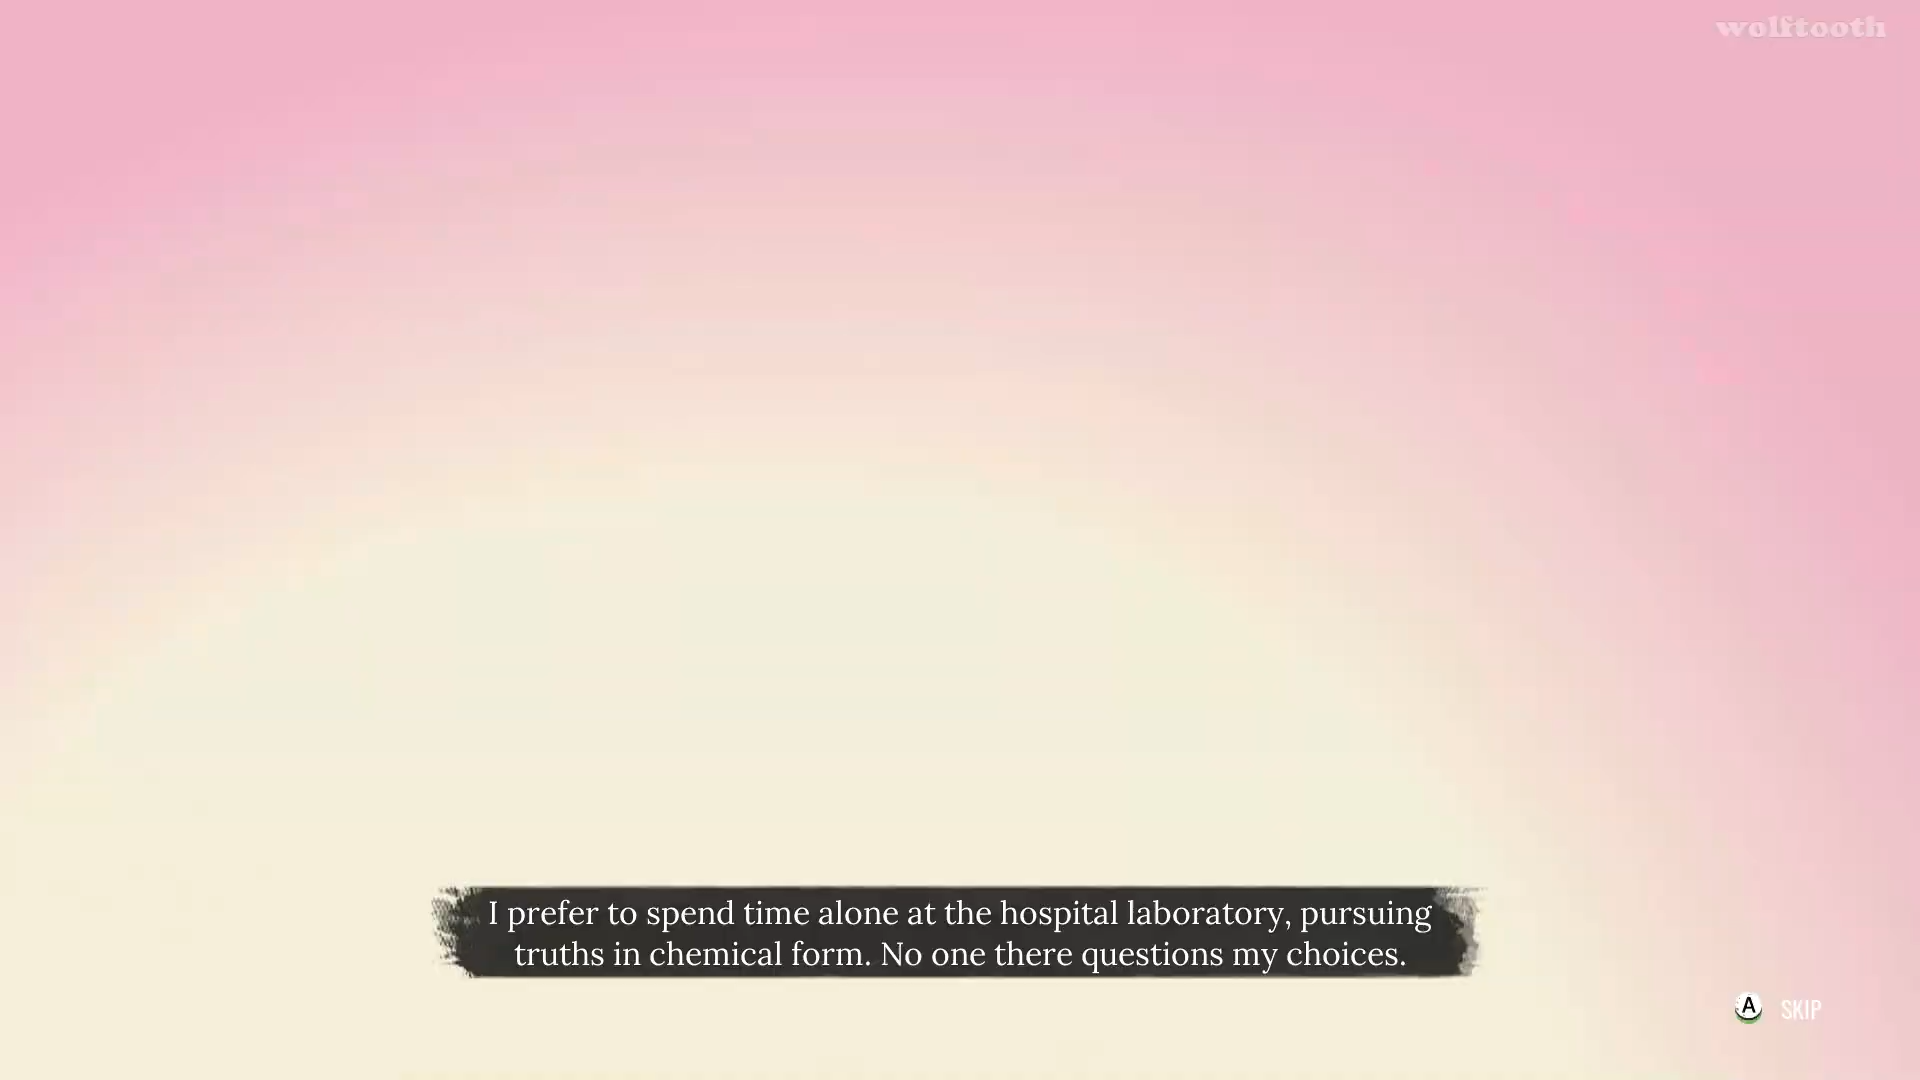 wolftooth
I prefer to spend time alone at the hospital laboratory, pursuing
truths in chemical form. No one there questions my choices.
A SKIP